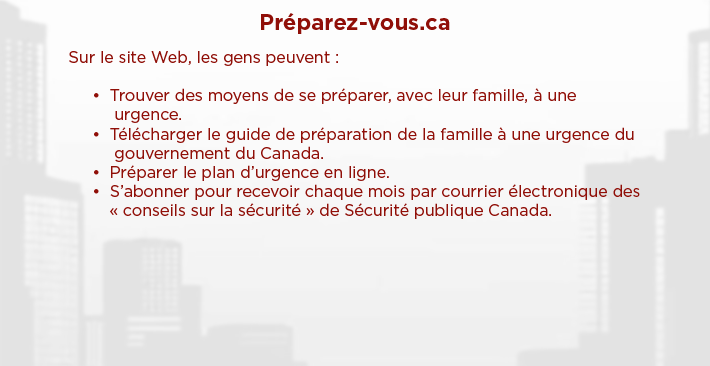 Préparez-vous.ca
Sur le site Web, les gens peuvent :
• Trouver des moyens de se préparer, avec leur famille, à une
urgence.
• Télécharger le guide de préparation de la famille à une urgence du
gouvernement du Canada.
• Préparer le plan d’urgence en ligne.
• S’abonner pour recevoir chaque mois par courrier électronique des
« conseils sur la sécurité » de Sécurité publique Canada.